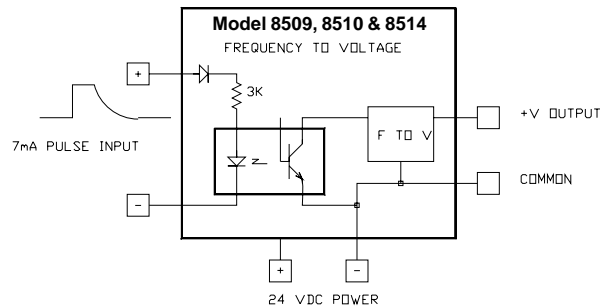 Model 8509, 8510 & 8514
FREQUENCY TO VOLTAGE
+
3K
7mA PULSE INPUT
F TO V
+V OUTPUT
COMMON
-
+
-
24 VDC POWER